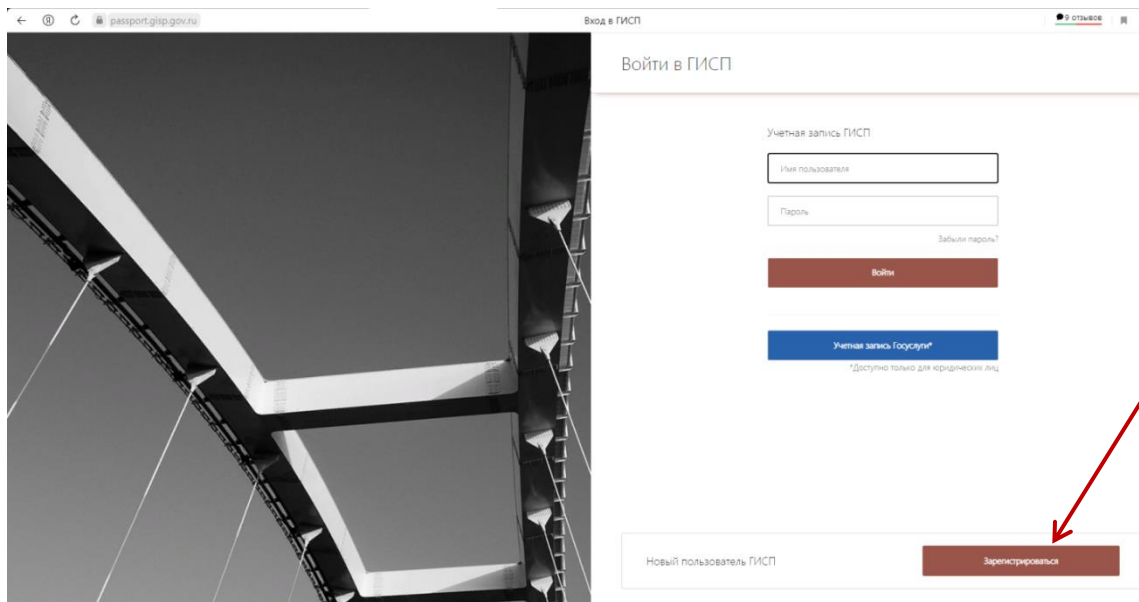 passport.gisp.gov.ru
Вход в ГИСП
9 отзывов
Войти в ГИСП
Учетная запись ГИСП
Имя пользователя
Пароль
Забыли пароль?
Войти
Учетная запись Госуслуги*
*Доступно только для юридических лиц
Новый пользователь ГИСП
Зарегистрироваться